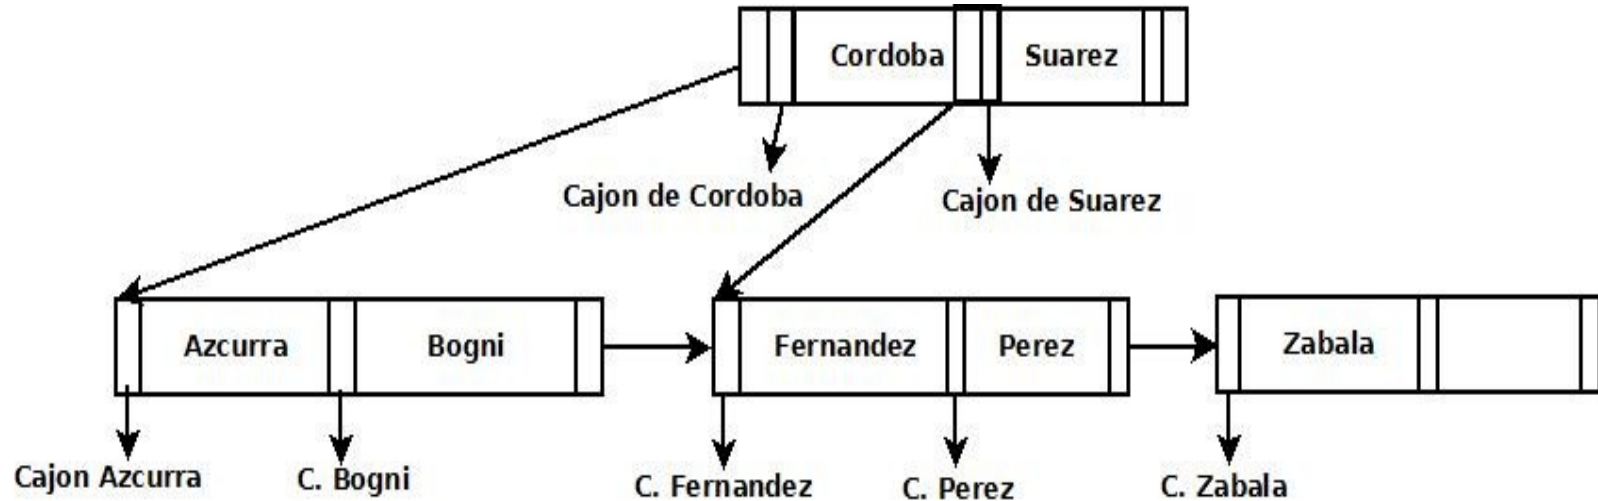 Cordoba
Suarez
Cajon de Cordoba
Cajon de Suarez
Azcurra
Bogni
Fernandez
Perez
Zabala
Cajon Azcurra
C. Bogni
C. Fernandez
C. Perez
C. Zabala